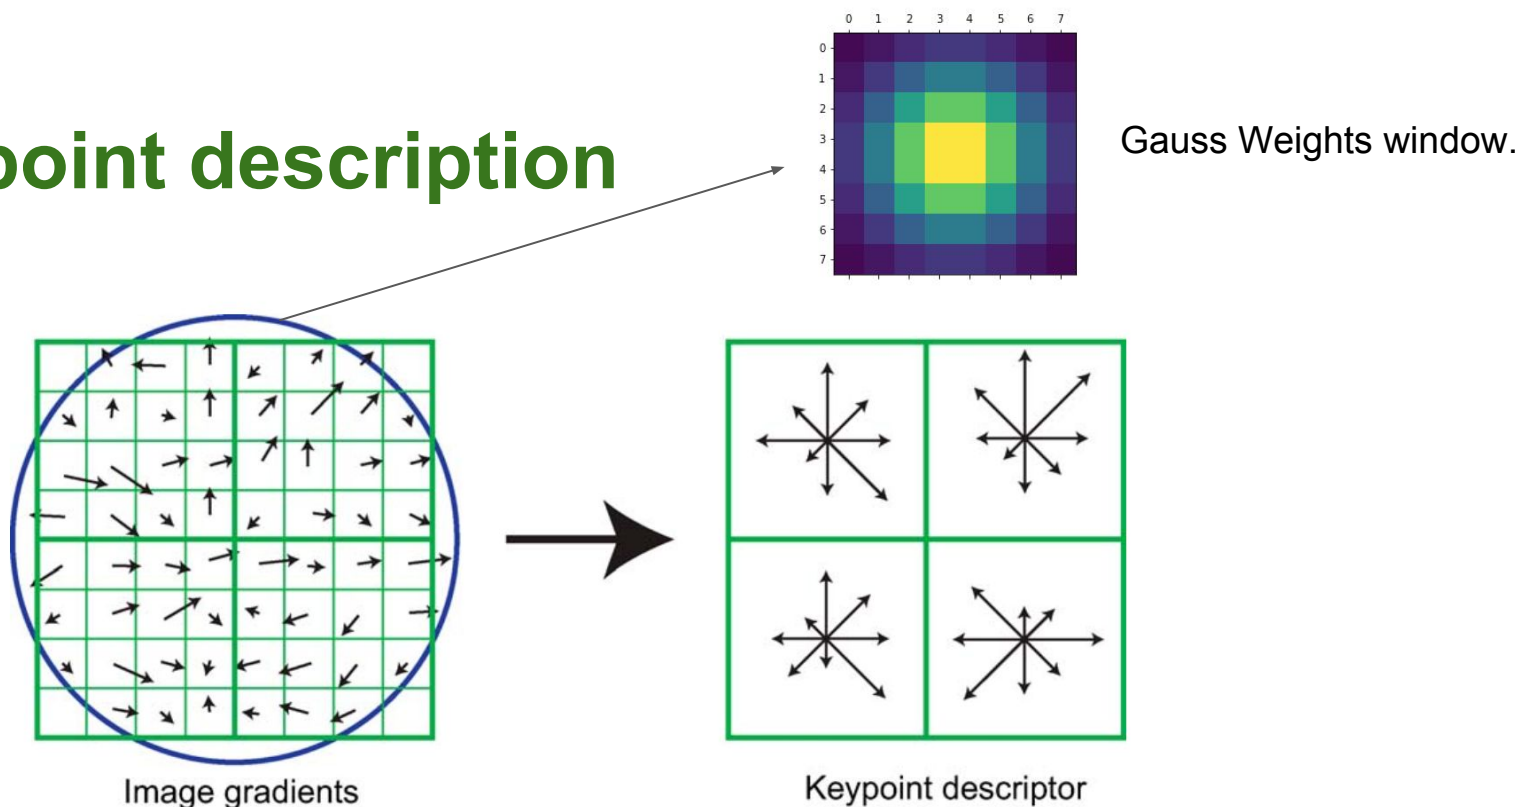 0 1 2 3 4 5 6 7
0
1
2
3
4
5
6
7
Gauss Weights window.
point description
Image gradients
Keypoint descriptor